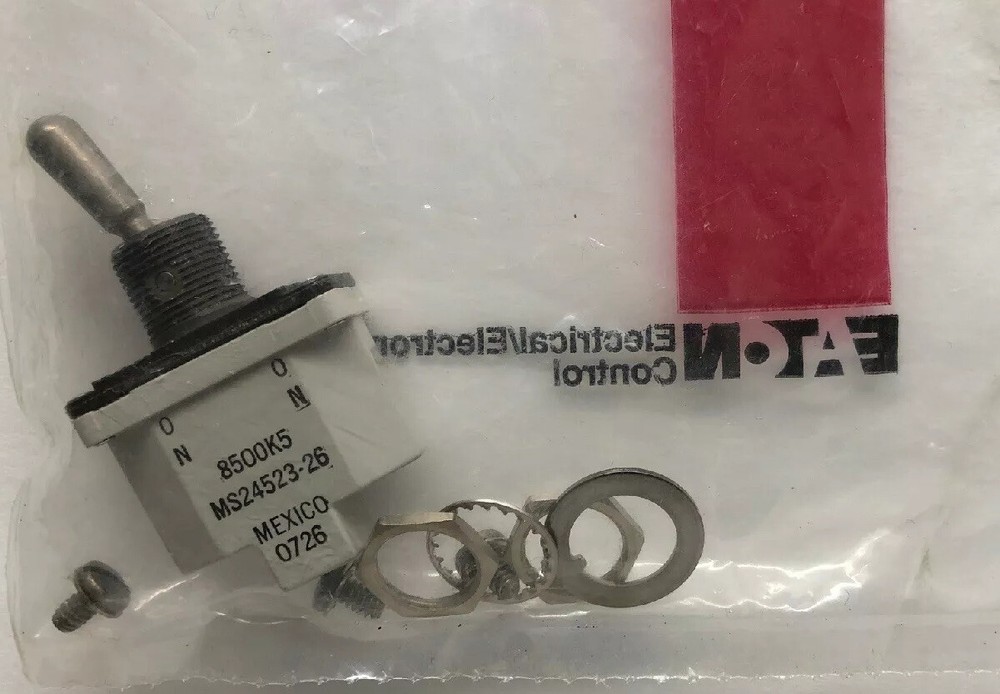 O
N
O
N
8500K5
MS24523-26
MEXICO
0726
EATON
Electrical/Electron
Control